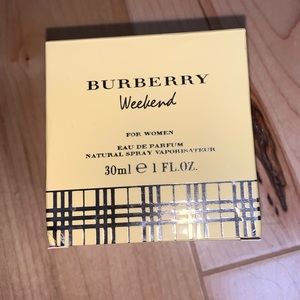 BURBERRY
Weekend
FOR WOMEN
EAU DE PARFUM
NATURAL SPRAY VAPORISATEUR
30ml ℮ 1 FL.OZ.